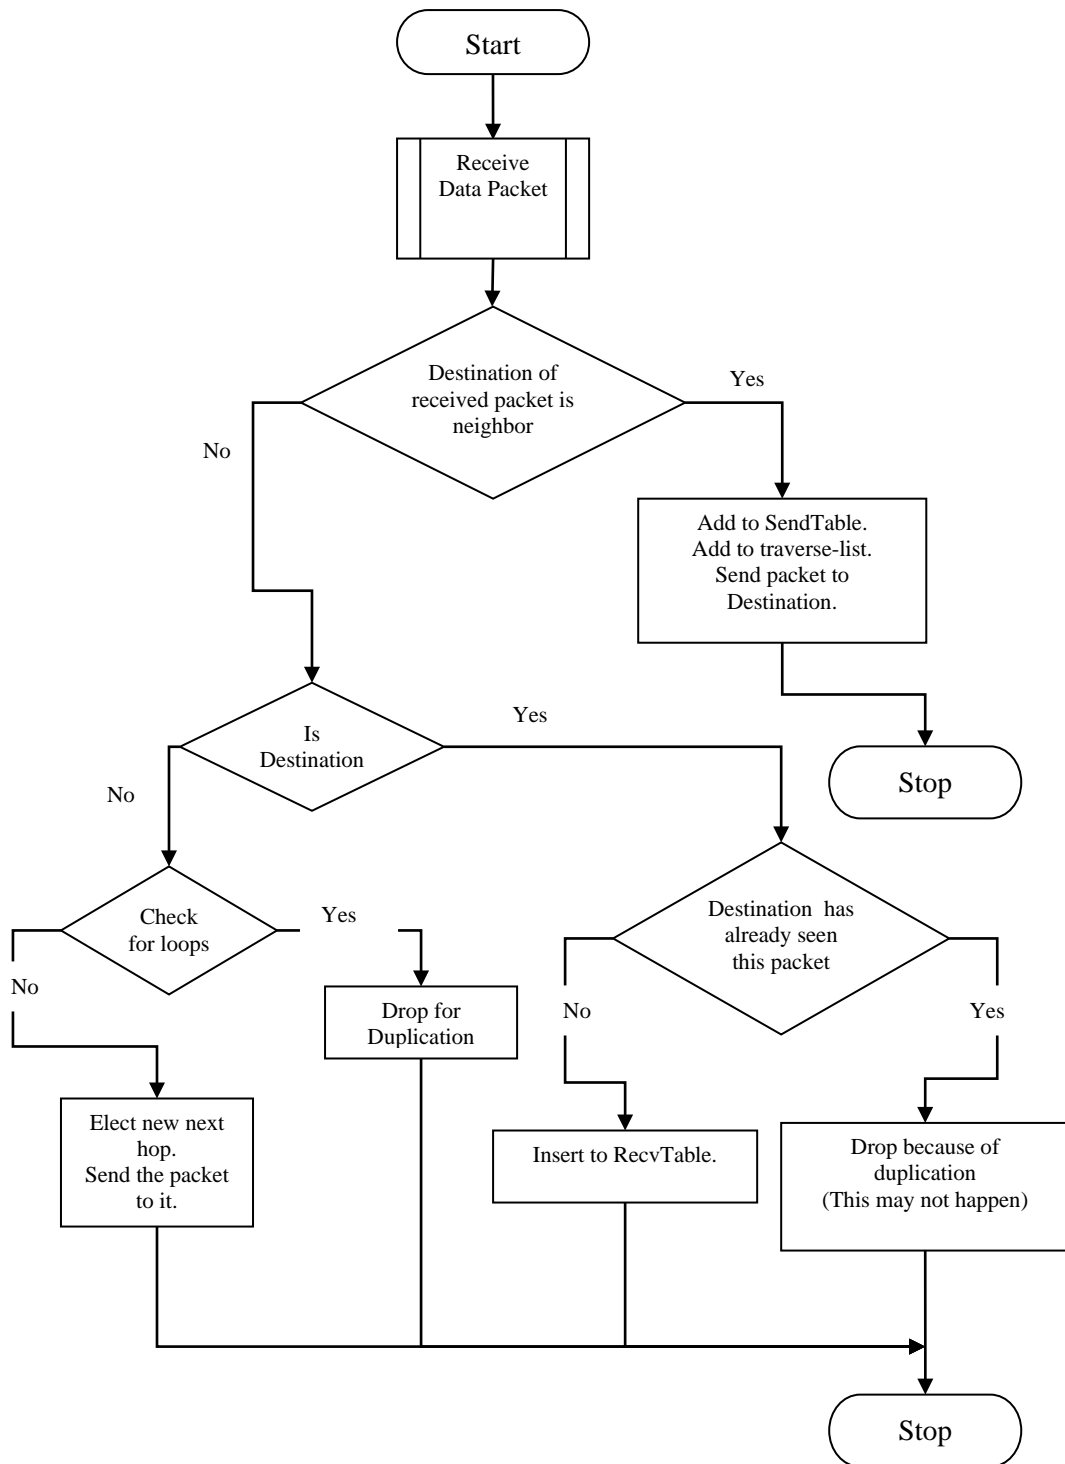 Start
Receive
Data Packet
Destination of
received packet is
neighbor
Yes
No
Add to SendTable.
Add to traverse-list.
Send packet to
Destination.
Is
Destination
Yes
No
Stop
Check
for loops
Yes
No
Destination has
already seen
this packet
No
Yes
Drop for
Duplication
Elect new next
hop.
Send the packet
to it.
Insert to RecvTable.
Drop because of
duplication
(This may not happen)
Stop